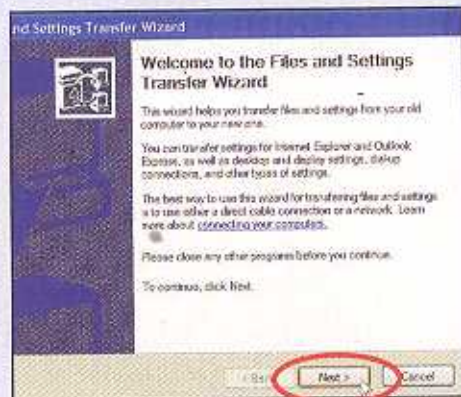 nd Settings Transfer Wizard
Welcome to the Files and Settings
Transfer Wizard
This wizard helps you transfer files and settings from your old
computer to your new one.
You can transfer settings for Internet Explorer and Outlook
Express, as well as desktop and display settings, dial-up
connections, and other types of settings.
The best way to use this wizard for transferring files and settings
is to use either a direct cable connection or a network. Learn
more about connecting your computers.
Please close any other programs before you continue.
To continue, click Next.
< Back
Next >
Cancel